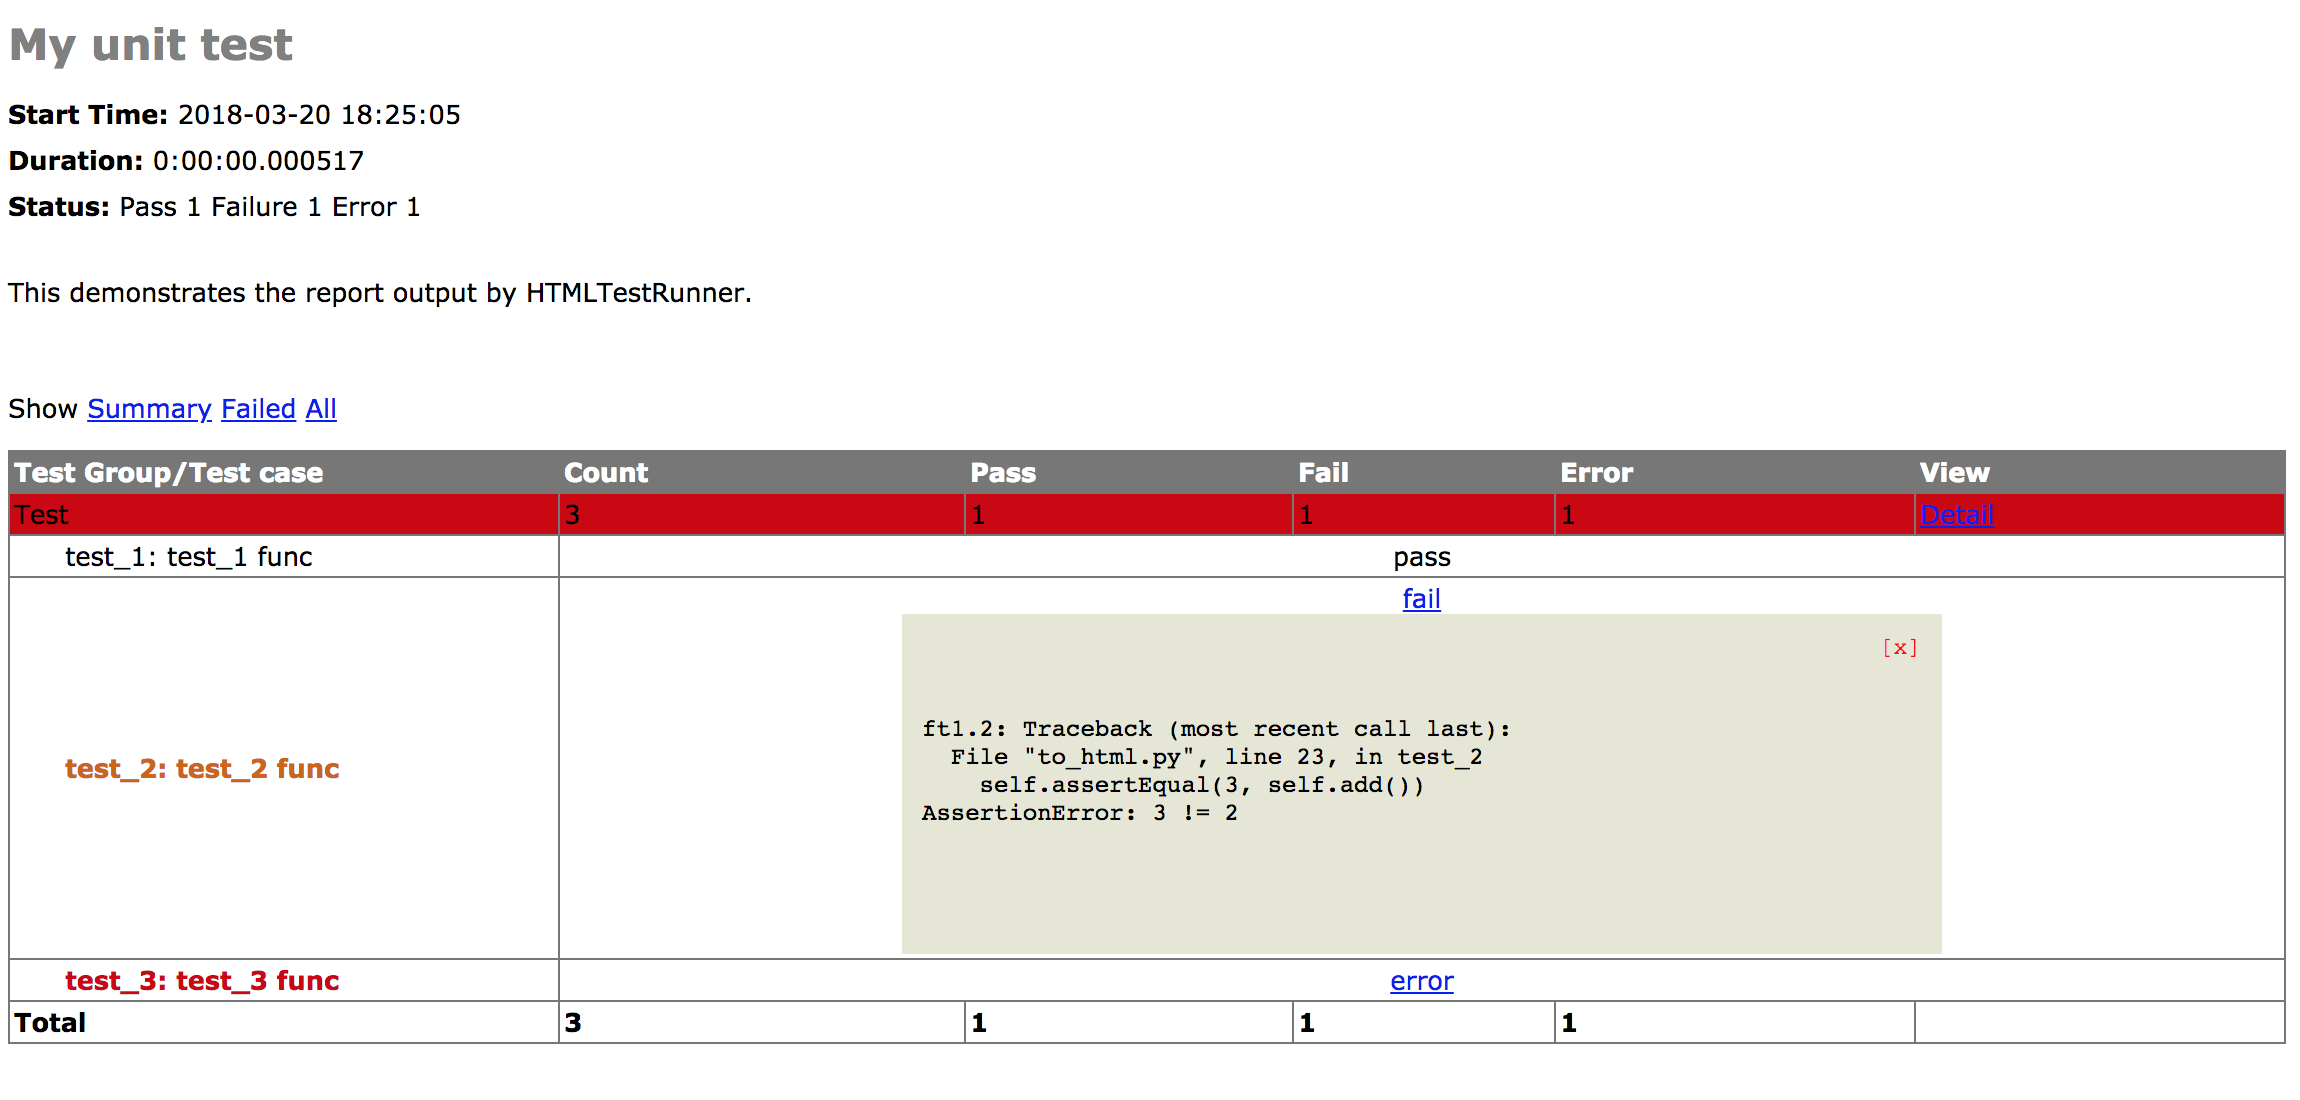 My unit test
Start Time: 2018-03-20 18:25:05
Duration: 0:00:00.000517
Status: Pass 1 Failure 1 Error 1
This demonstrates the report output by HTMLTestRunner.
Show Summary Failed All
Test Group/Test case Count Pass Fail Error View
Test 3 1 1 1 Detail
test_1: test_1 func pass
fail
[x]
ft1.2: Traceback (most recent call last):
  File "to_html.py", line 23, in test_2
test_2: test_2 func
    self.assertEqual(3, self.add())
AssertionError: 3 != 2
test_3: test_3 func error
Total 3 1 1 1